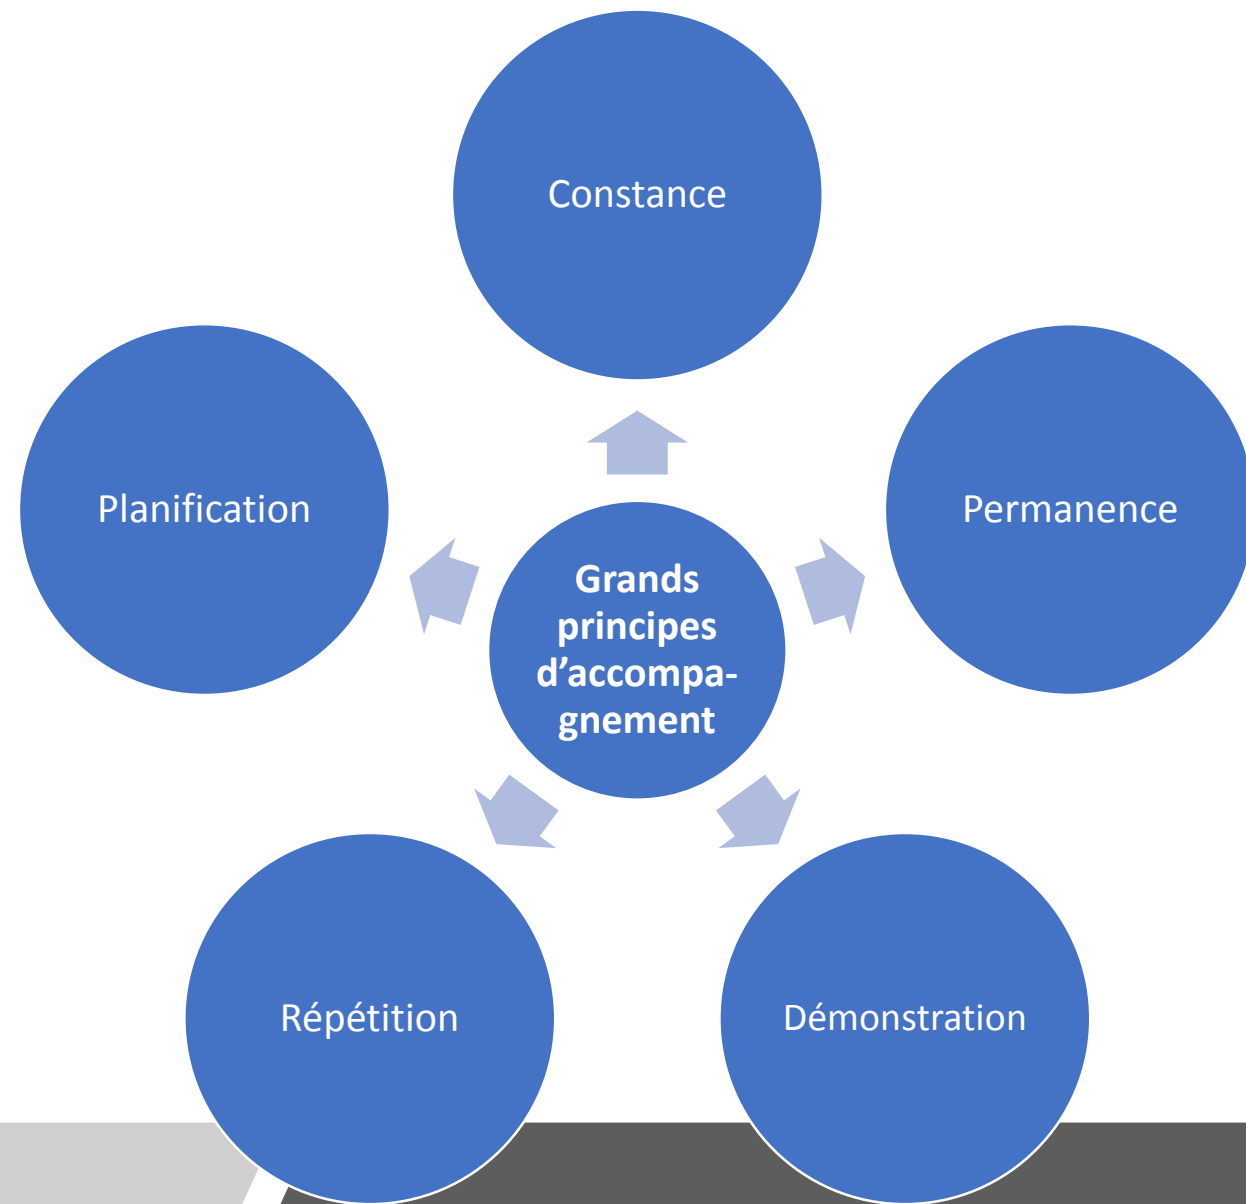 Constance
Planification
Permanence
Grands
principes
d’accompa-
gnement
Répétition
Démonstration